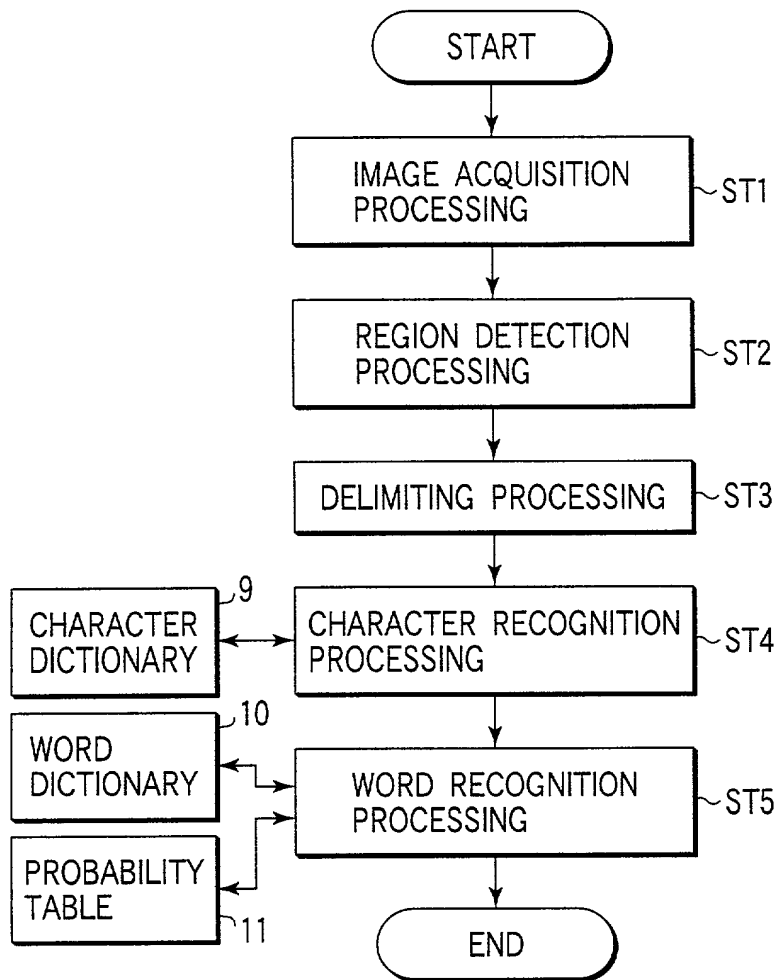 START
IMAGE ACQUISITION
PROCESSING
ST1
REGION DETECTION
PROCESSING
ST2
DELIMITING PROCESSING
ST3
9
CHARACTER
DICTIONARY
CHARACTER RECOGNITION
PROCESSING
ST4
10
WORD
DICTIONARY
WORD RECOGNITION
PROCESSING
ST5
PROBABILITY
TABLE
11
END